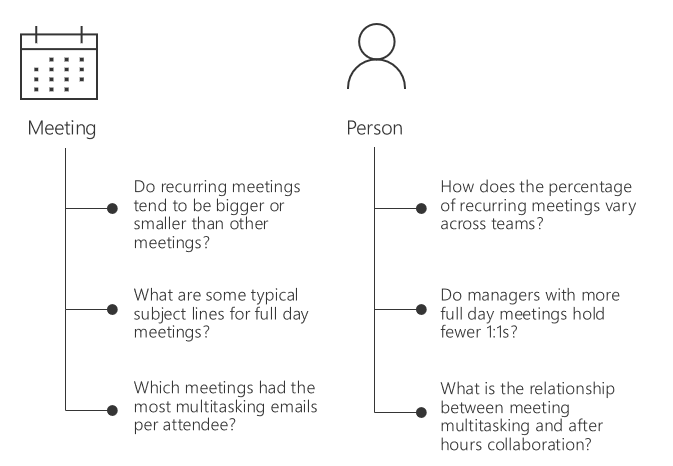 Meeting
Do recurring meetings
tend to be bigger or
smaller than other
meetings?
What are some typical
subject lines for full day
meetings?
Which meetings had the
most multitasking emails
per attendee?
Person
How does the percentage
of recurring meetings vary
across teams?
Do managers with more
full day meetings hold
fewer 1:1s?
What is the relationship
between meeting
multitasking and after
hours collaboration?